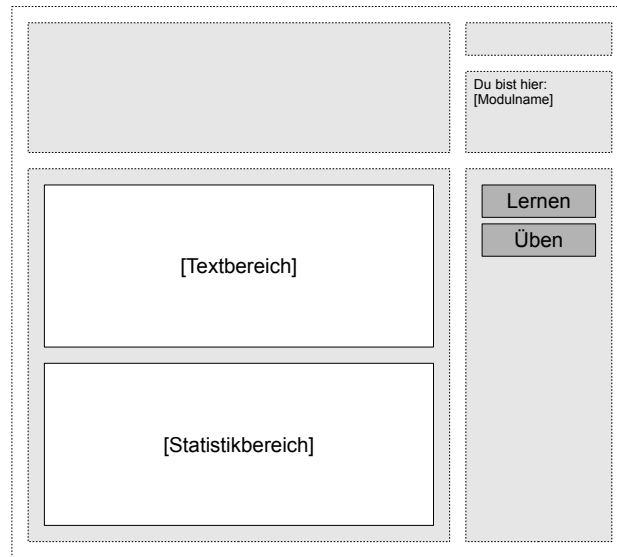 Du bist hier:
[Modulname]
Lernen
Üben
[Textbereich]
[Statistikbereich]